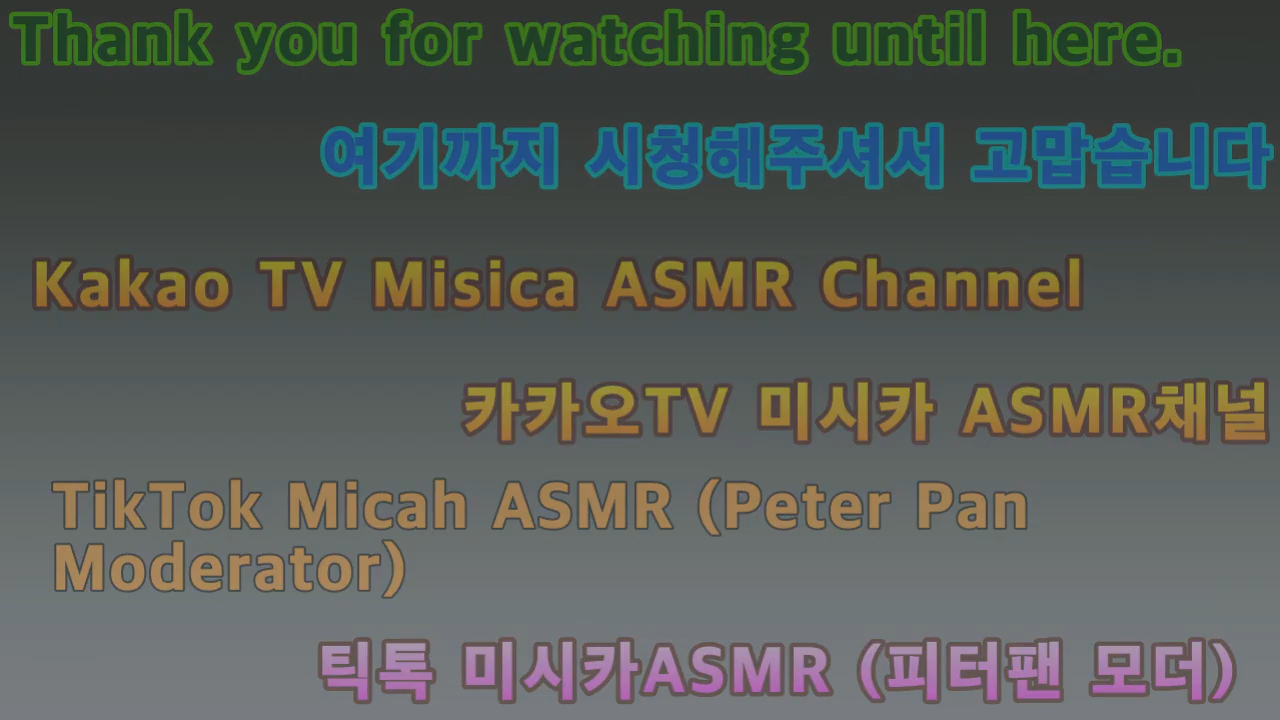 Thank you for watching until here.
여기까지 시청해주셔서 고맙습니다
Kakao TV Misica ASMR Channel
카카오TV 미시카 ASMR채널
TikTok Micah ASMR (Peter Pan
Moderator)
틱톡 미시카ASMR (피터팬 모더)